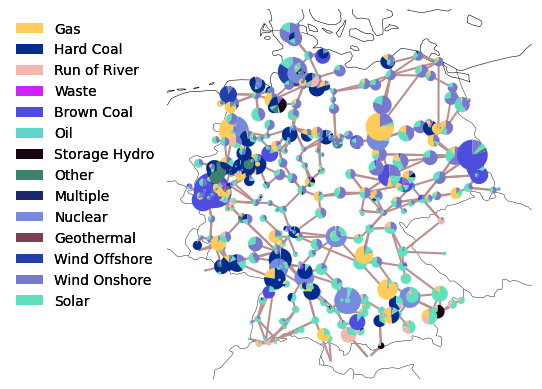 Gas
Hard Coal
Run of River
Waste
Brown Coal
Oil
Storage Hydro
Other
Multiple
Nuclear
Geothermal
Wind Offshore
Wind Onshore
Solar